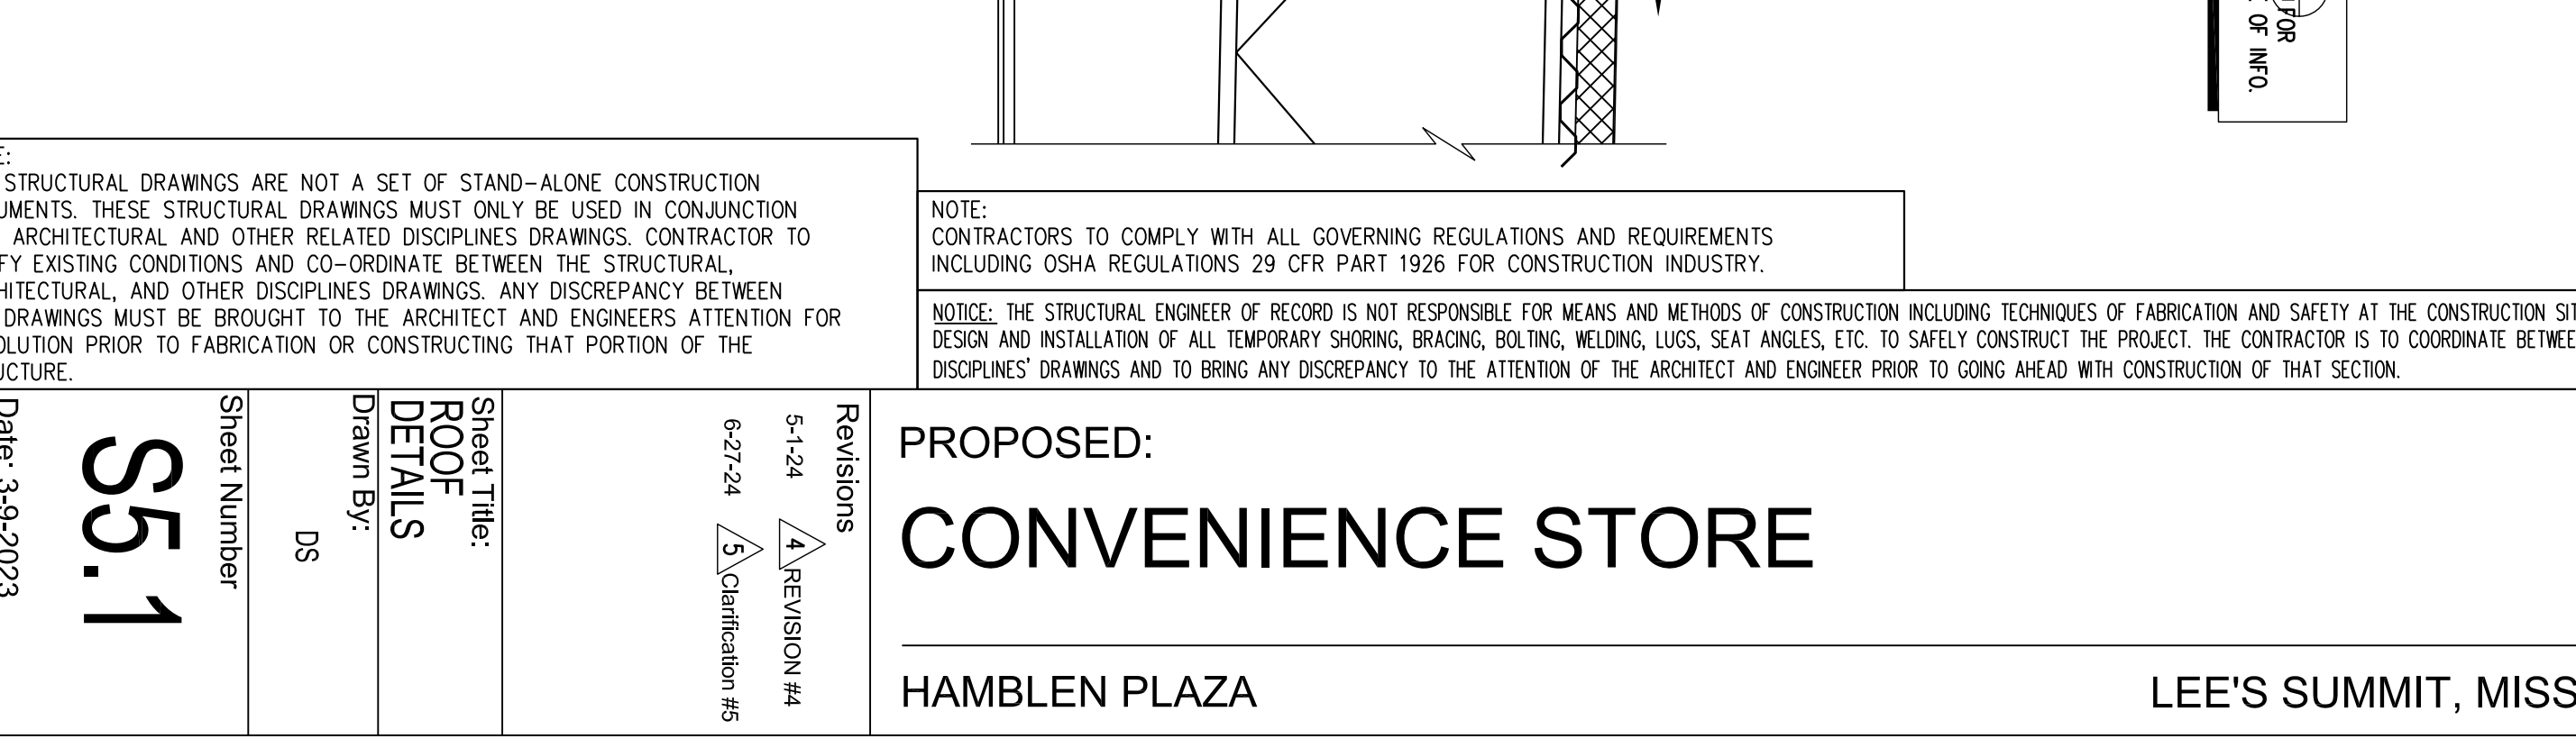 FOR
OF INFO.
STRUCTURAL DRAWINGS ARE NOT A SET OF STAND-ALONE CONSTRUCTION
UMENTS. THESE STRUCTURAL DRAWINGS MUST ONLY BE USED IN CONJUNCTION
ARCHITECTURAL AND OTHER RELATED DISCIPLINES DRAWINGS. CONTRACTOR TO
FY EXISTING CONDITIONS AND CO-ORDINATE BETWEEN THE STRUCTURAL,
HITECTURAL, AND OTHER DISCIPLINES DRAWINGS. ANY DISCREPANCY BETWEEN
DRAWINGS MUST BE BROUGHT TO THE ARCHITECT AND ENGINEERS ATTENTION FOR
OLUTION PRIOR TO FABRICATION OR CONSTRUCTING THAT PORTION OF THE
UCTURE.
NOTE:
CONTRACTORS TO COMPLY WITH ALL GOVERNING REGULATIONS AND REQUIREMENTS
INCLUDING OSHA REGULATIONS 29 CFR PART 1926 FOR CONSTRUCTION INDUSTRY.
NOTICE: THE STRUCTURAL ENGINEER OF RECORD IS NOT RESPONSIBLE FOR MEANS AND METHODS OF CONSTRUCTION INCLUDING TECHNIQUES OF FABRICATION AND SAFETY AT THE CONSTRUCTION SIT
DESIGN AND INSTALLATION OF ALL TEMPORARY SHORING, BRACING, BOLTING, WELDING, LUGS, SEAT ANGLES, ETC. TO SAFELY CONSTRUCT THE PROJECT. THE CONTRACTOR IS TO COORDINATE BETWEE
DISCIPLINES' DRAWINGS AND TO BRING ANY DISCREPANCY TO THE ATTENTION OF THE ARCHITECT AND ENGINEER PRIOR TO GOING AHEAD WITH CONSTRUCTION OF THAT SECTION.
Revisions
5-1-24 4 REVISION #4
6-27-24 5 Clarification #5
Sheet Title:
ROOF
DETAILS
Drawn By:
DS
Sheet Number
S5.1
Date: 3-9-2023
PROPOSED:
CONVENIENCE STORE
HAMBLEN PLAZA
LEE'S SUMMIT, MISS